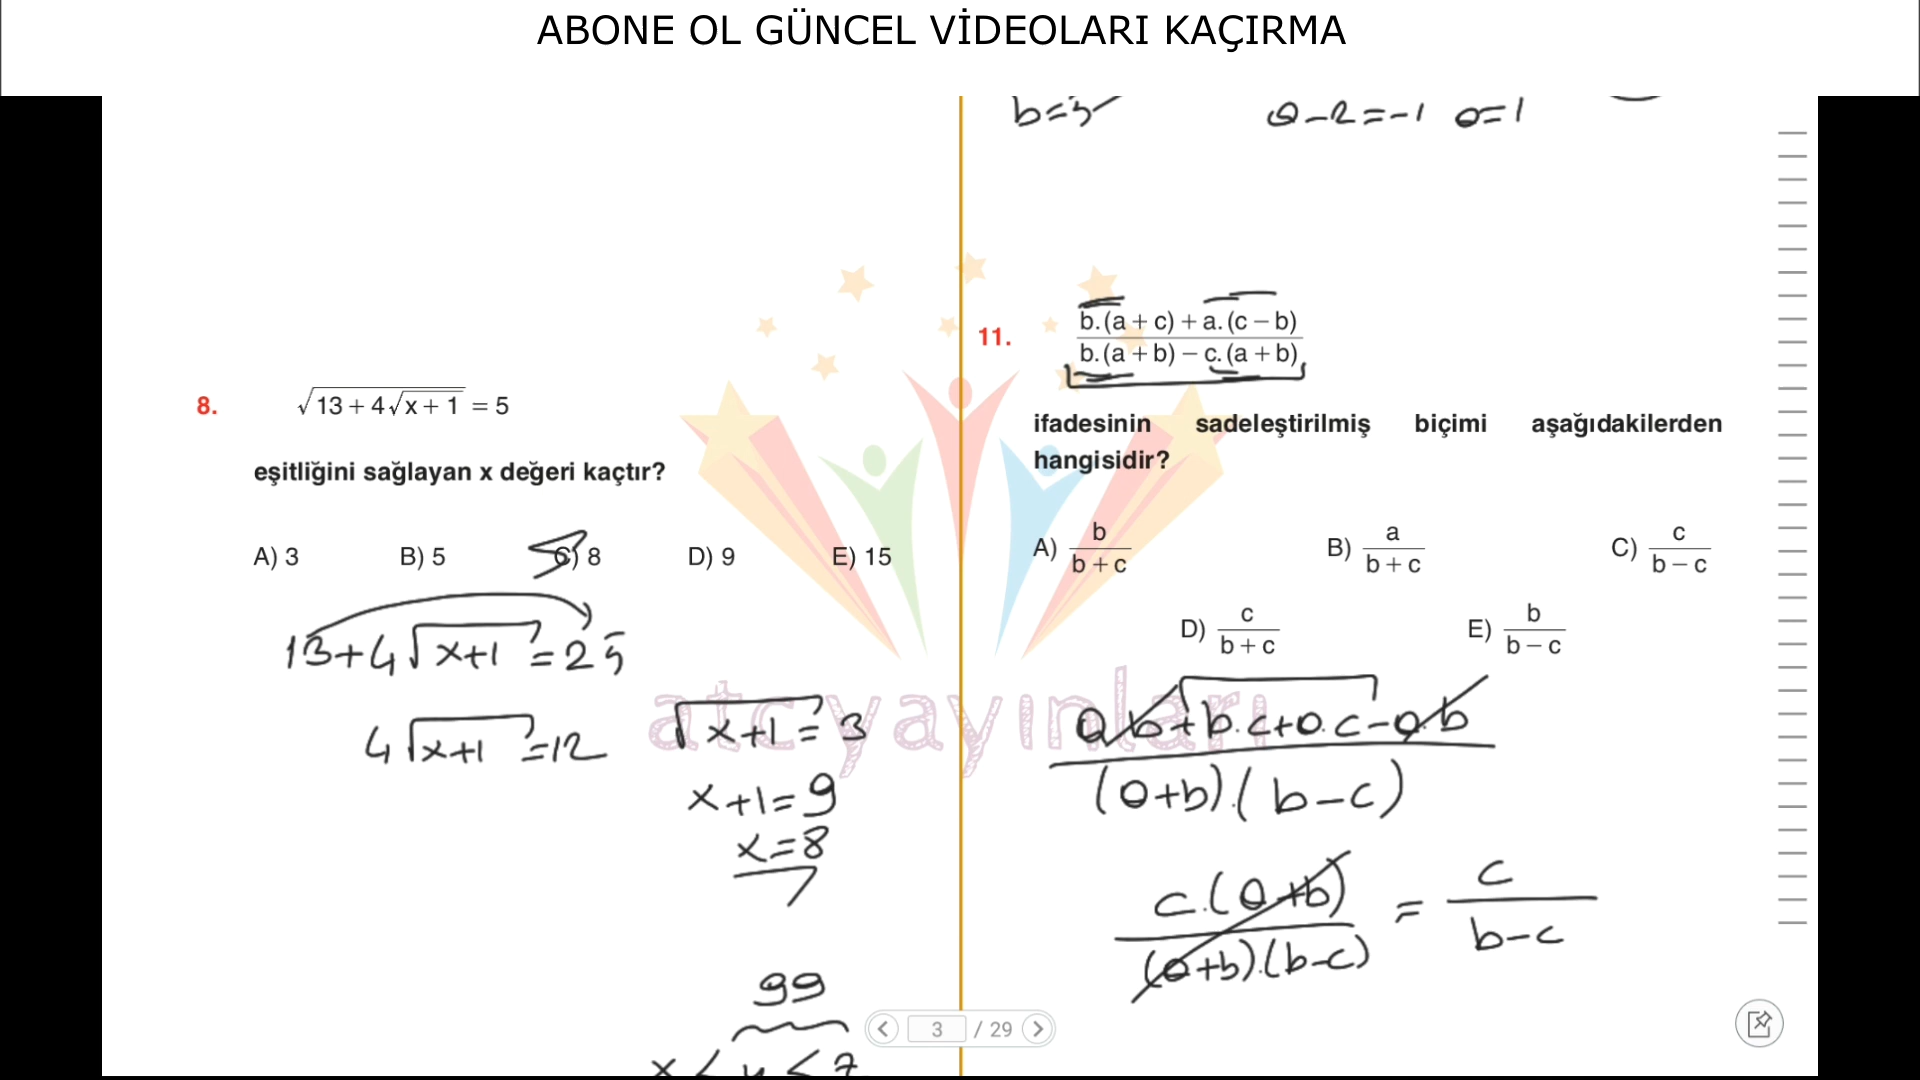 ABONE OL GÜNCEL VİDEOLARI KAÇIRMA
8. √(13 + 4√(x + 1)) = 5
eşitliğini sağlayan x değeri kaçtır?
A) 3 B) 5 C) 8 D) 9 E) 15
13+4√(x+1) = 25
4√(x+1) = 12
√(x+1) = 3
x+1=9
x=8
99
b=3
a-2=-1 a=1
11. (b.(a + c) + a.(c – b)) / (b.(a + b) – c.(a + b))
ifadesinin sadeleştirilmiş biçimi aşağıdakilerden
hangisidir?
A) b/(b + c) B) a/(b + c) C) c/(b – c)
D) c/(b + c) E) b/(b – c)
atcyayınları
(ab+b.c+a.c-a.b) / ((a+b).(b-c))
(c.(a+b)) / ((a+b).(b-c)) = c/(b-c)
3 / 29